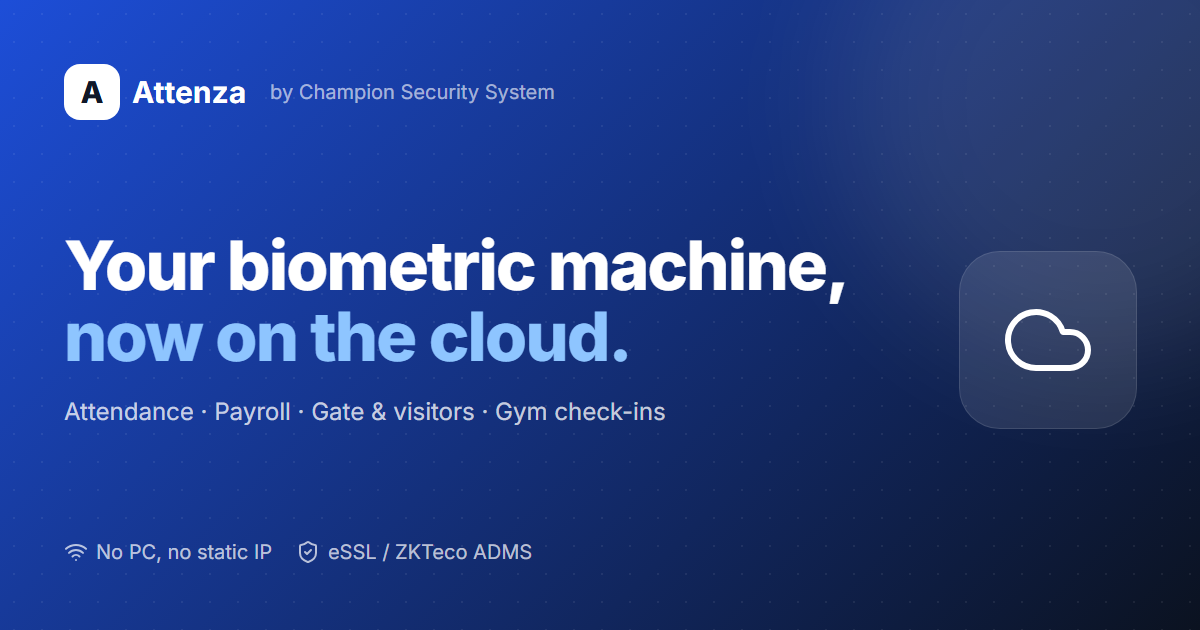 A Attenza by Champion Security System
Your biometric machine,
now on the cloud.
Attendance · Payroll · Gate & visitors · Gym check-ins
No PC, no static IP eSSL / ZKTeco ADMS